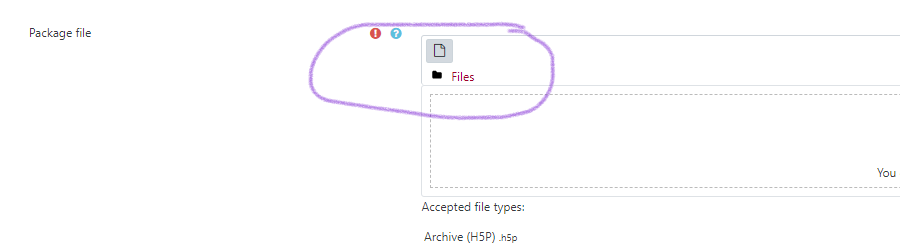 Package file
Files
You
Accepted file types:
Archive (H5P) .h5p